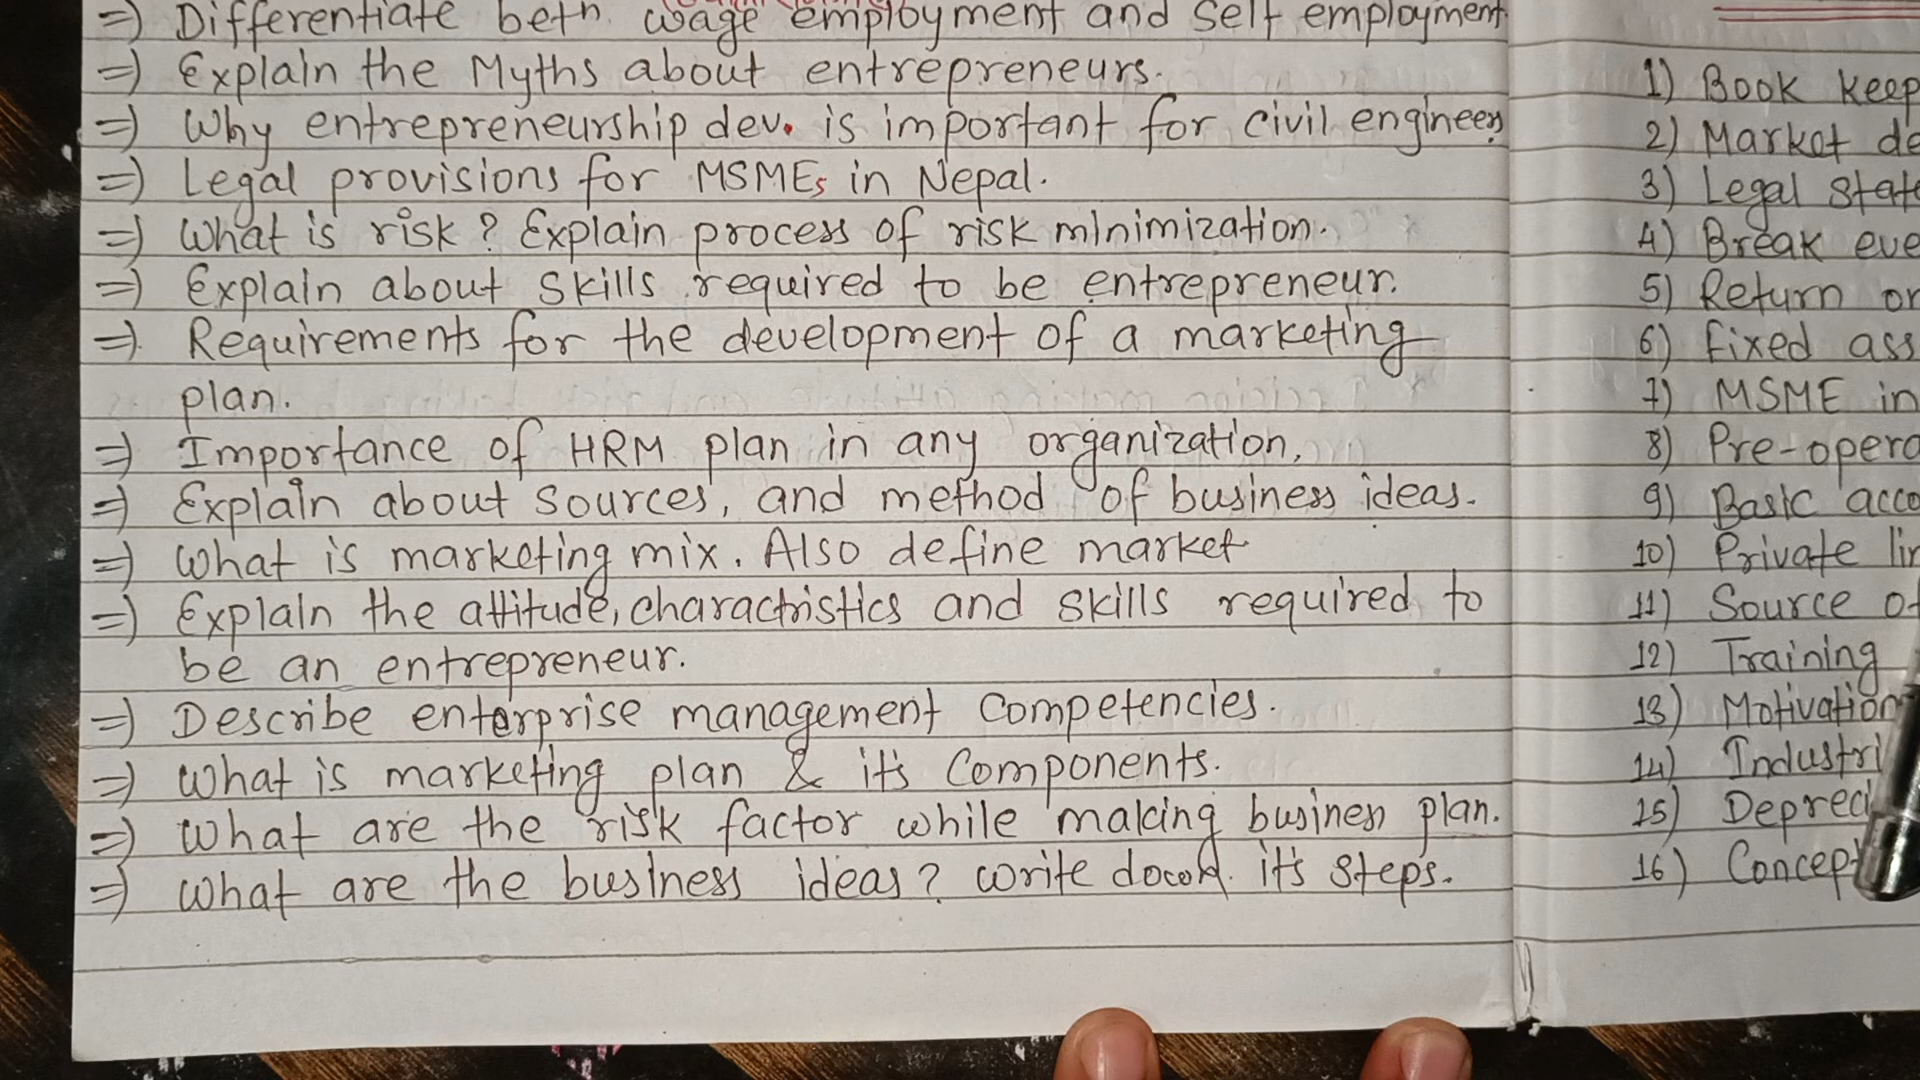 =) Differentiate betn wage employment and self employment
=) Explain the Myths about entrepreneurs.
=) Why entrepreneurship dev. is important for civil engineers
=) Legal provisions for MSMEs in Nepal.
=) What is risk? Explain process of risk minimization.
=) Explain about skills required to be entrepreneur.
=) Requirements for the development of a marketing
plan.
=) Importance of HRM plan in any organization,
=) Explain about sources, and method of business ideas.
=) What is marketing mix. Also define market
=) Explain the attitude, charactristics and skills required to
be an entrepreneur.
=) Describe enterprise management Competencies.
=) What is marketing plan & it's Components.
=) What are the risk factor while making business plan.
=) What are the business ideas? Write down it's steps.
1) Book keep
2) Market de
3) Legal state
4) Break eve
5) Return on
6) fixed ass
7) MSME in
8) Pre-opera
9) Basic acco
10) Private lim
11) Source of
12) Training
13) Motivation
14) Industri
15) Depreci
16) Concept